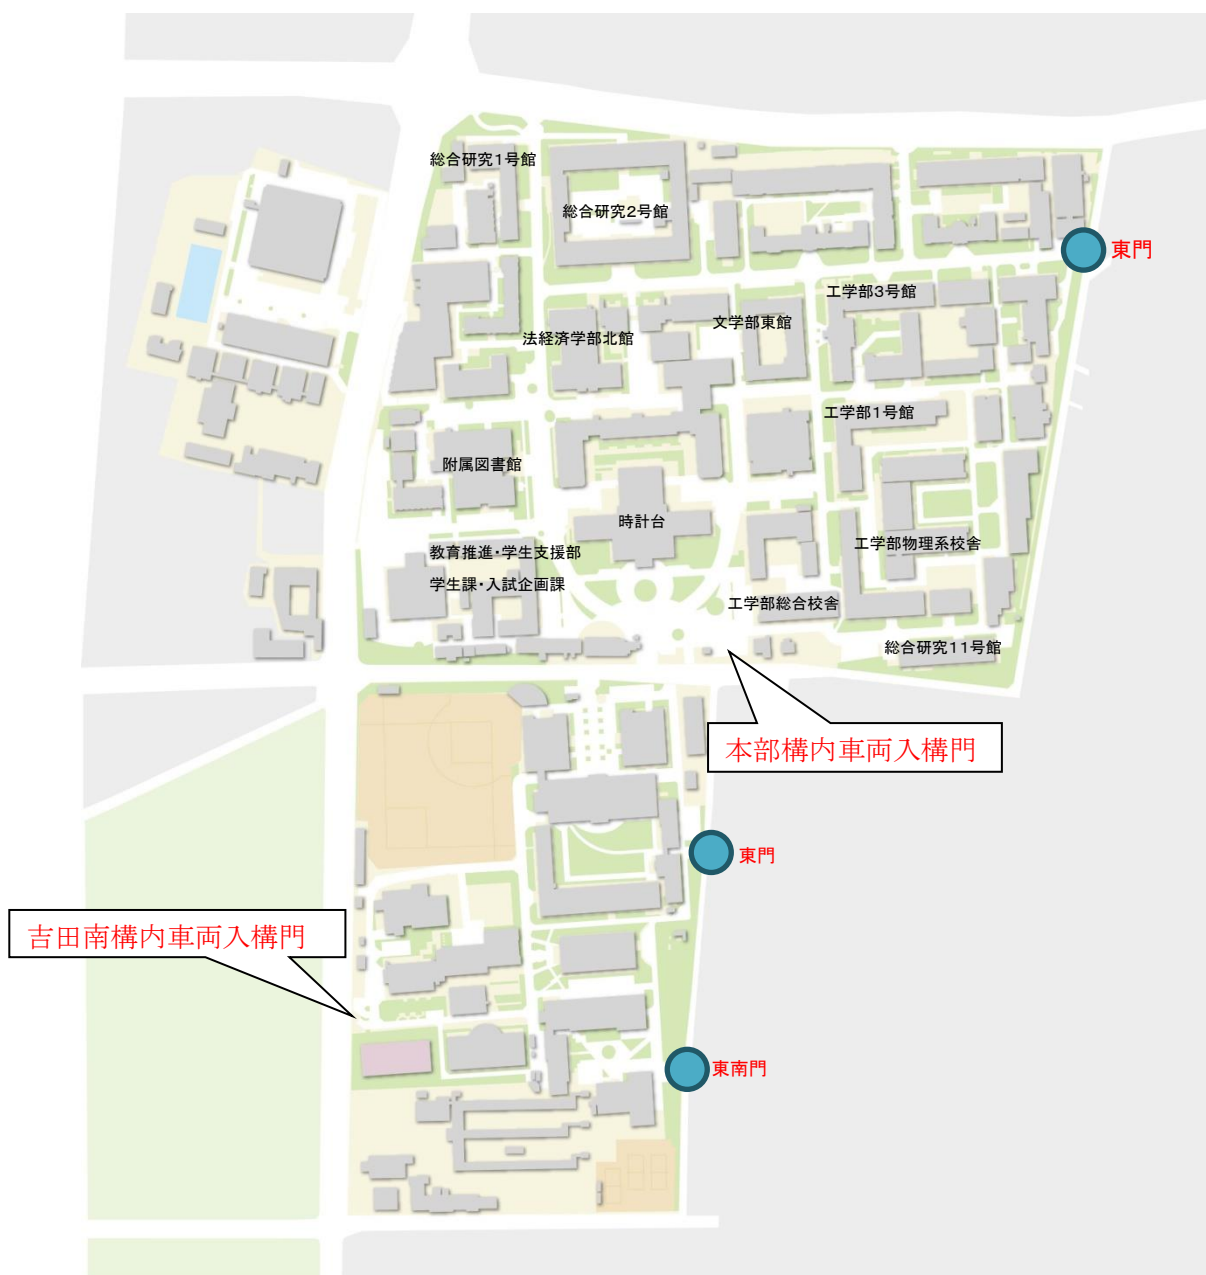 総合研究1号館
総合研究2号館
東門
工学部3号館
文学部東館
法経済学部北館
工学部1号館
附属図書館
時計台
工学部物理系校舎
教育推進・学生支援部
学生課・入試企画課
工学部総合校舎
総合研究11号館
本部構内車両入構門
東門
吉田南構内車両入構門
東南門